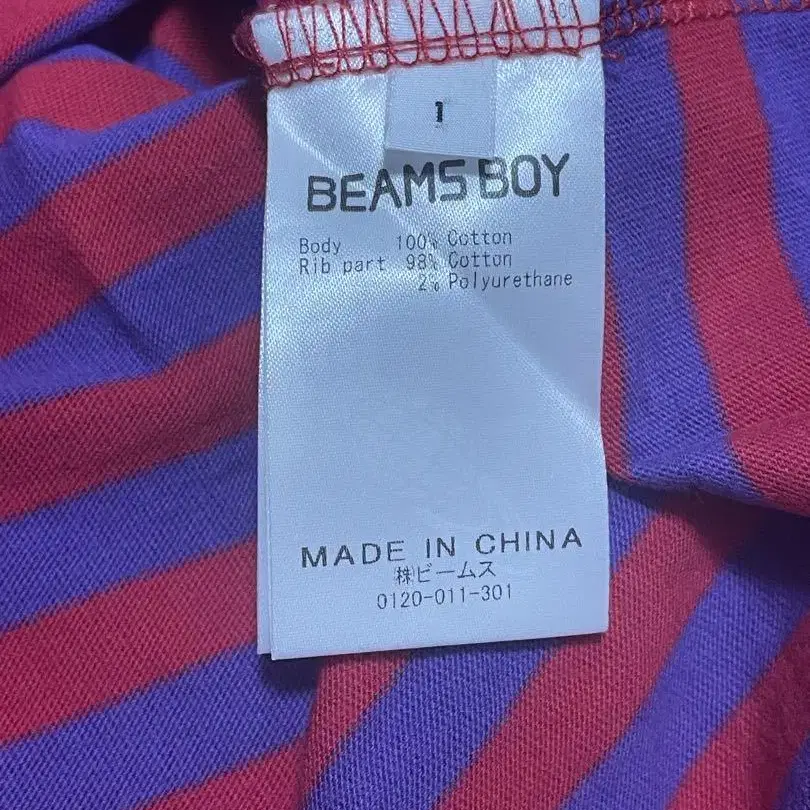 1
BEAMS BOY
Body 100% Cotton
Rib part 98% Cotton
2% Polyurethane
MADE IN CHINA
㈱ビームス
0120-011-301